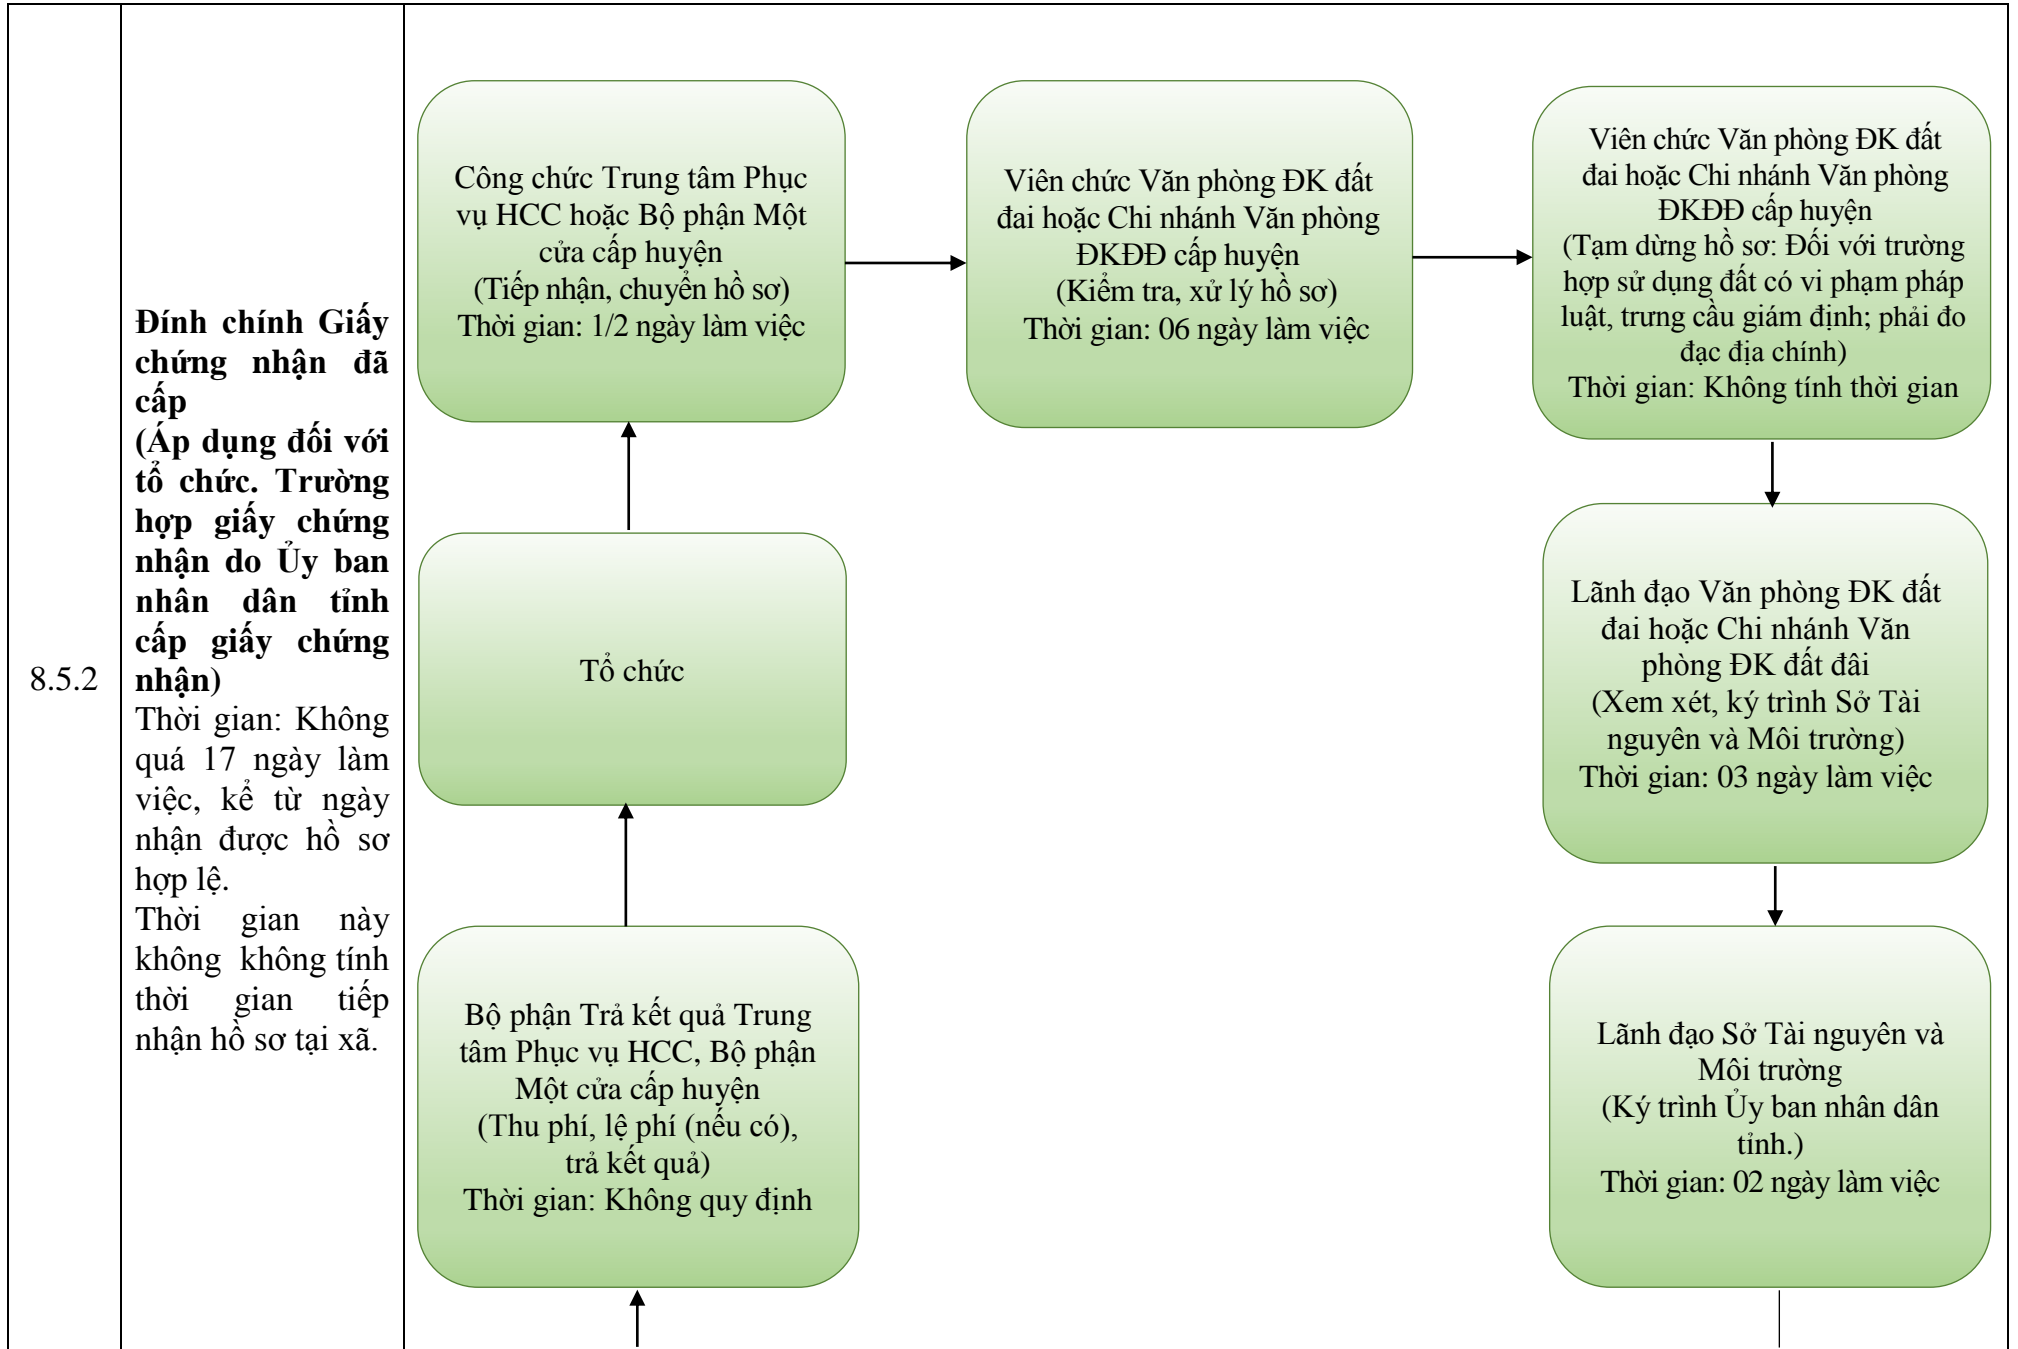 8.5.2
Đính chính Giấy
chứng nhận đã
cấp
(Áp dụng đối với
tổ chức. Trường
hợp giấy chứng
nhận do Ủy ban
nhân dân tỉnh
cấp giấy chứng
nhận)
Thời gian: Không
quá 17 ngày làm
việc, kể từ ngày
nhận được hồ sơ
hợp lệ.
Thời gian này
không không tính
thời gian tiếp
nhận hồ sơ tại xã.
Công chức Trung tâm Phục
vụ HCC hoặc Bộ phận Một
cửa cấp huyện
(Tiếp nhận, chuyển hồ sơ)
Thời gian: 1/2 ngày làm việc
Viên chức Văn phòng ĐK đất
đai hoặc Chi nhánh Văn phòng
ĐKĐĐ cấp huyện
(Kiểm tra, xử lý hồ sơ)
Thời gian: 06 ngày làm việc
Viên chức Văn phòng ĐK đất
đai hoặc Chi nhánh Văn phòng
ĐKĐĐ cấp huyện
(Tạm dừng hồ sơ: Đối với trường
hợp sử dụng đất có vi phạm pháp
luật, trưng cầu giám định; phải đo
đạc địa chính)
Thời gian: Không tính thời gian
Tổ chức
Lãnh đạo Văn phòng ĐK đất
đai hoặc Chi nhánh Văn
phòng ĐK đất đâi
(Xem xét, ký trình Sở Tài
nguyên và Môi trường)
Thời gian: 03 ngày làm việc
Bộ phận Trả kết quả Trung
tâm Phục vụ HCC, Bộ phận
Một cửa cấp huyện
(Thu phí, lệ phí (nếu có),
trả kết quả)
Thời gian: Không quy định
Lãnh đạo Sở Tài nguyên và
Môi trường
(Ký trình Ủy ban nhân dân
tỉnh.)
Thời gian: 02 ngày làm việc